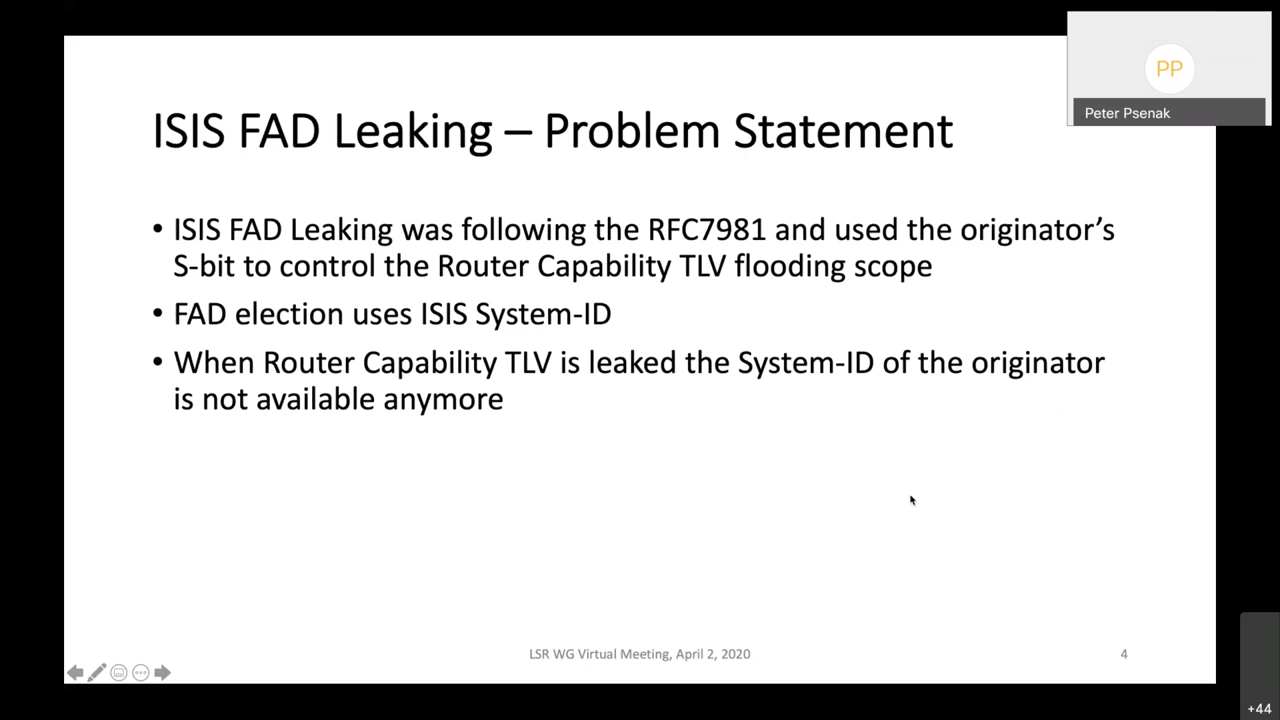 PP
Peter Psenak
ISIS FAD Leaking – Problem Statement
• ISIS FAD Leaking was following the RFC7981 and used the originator’s
S-bit to control the Router Capability TLV flooding scope
• FAD election uses ISIS System-ID
• When Router Capability TLV is leaked the System-ID of the originator
is not available anymore
LSR WG Virtual Meeting, April 2, 2020
4
+44